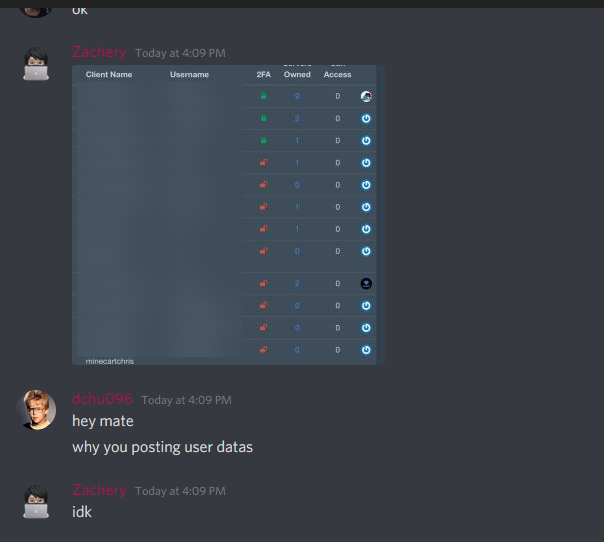 ok
Zachery Today at 4:09 PM
Client Name Username 2FA Owned Access
9 0
2 0
1 0
1 0
0 0
1 0
1 0
0 0
2 0
0 0
0 0
0 0
minecartchris
dchu096 Today at 4:09 PM
hey mate
why you posting user datas
Zachery Today at 4:09 PM
idk